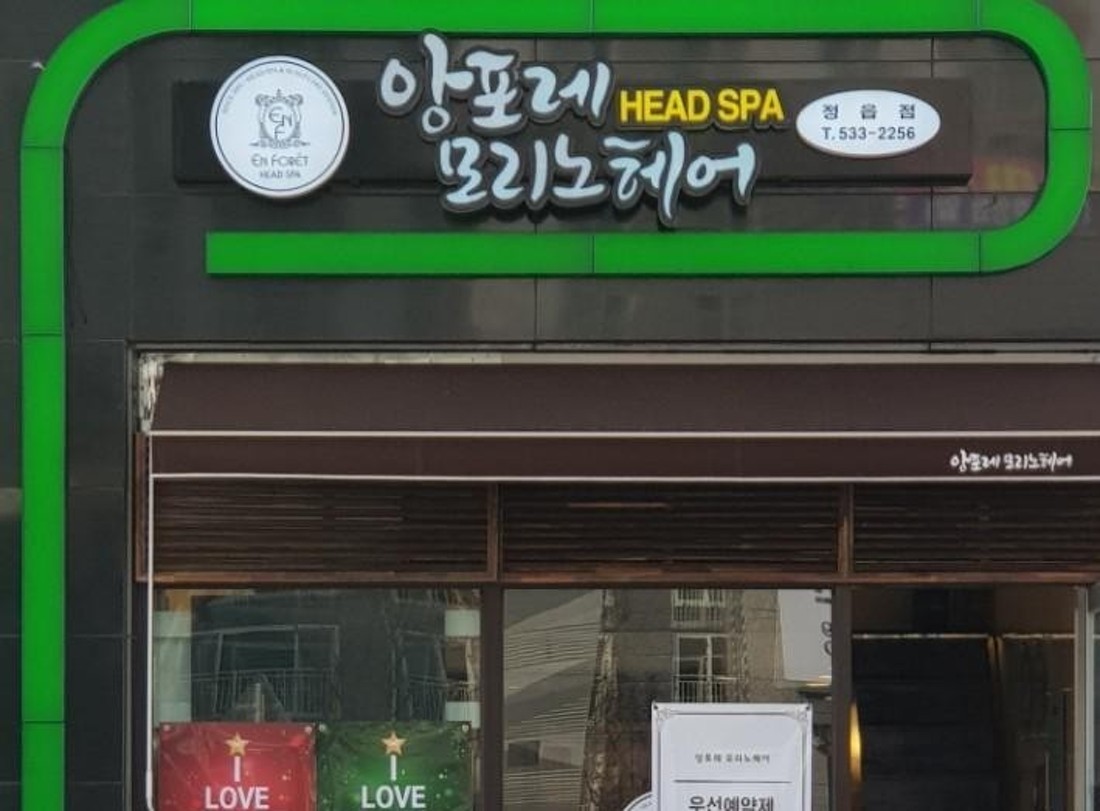 앙포레 HEAD SPA
모리노헤어
정읍점
T.533-2256
EN
F
EN FORÊT
HEAD SPA
앙포레 모리노헤어
I
LOVE
I
LOVE
앙포레 모리노헤어
우선예약제